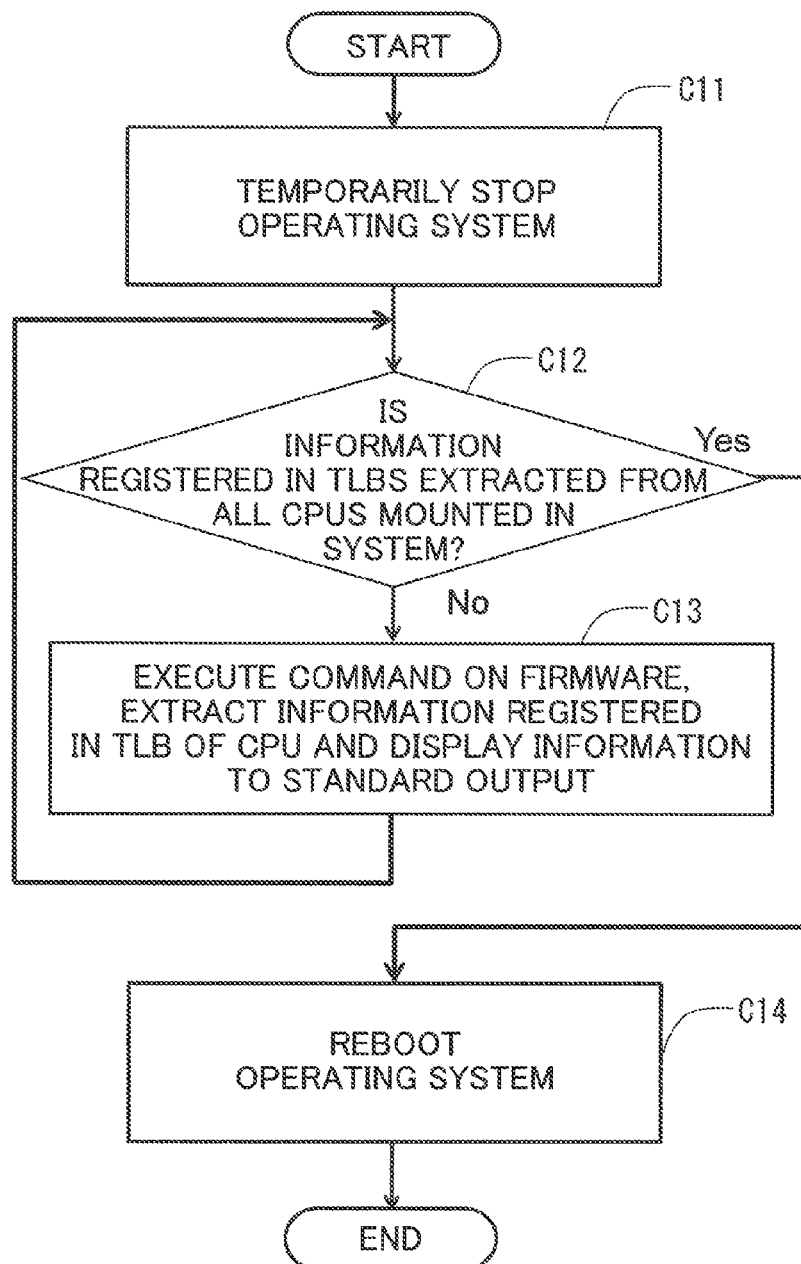 START
C11
TEMPORARILY STOP
OPERATING SYSTEM
C12
IS
INFORMATION
Yes
REGISTERED IN TLBS EXTRACTED FROM
ALL CPUS MOUNTED IN
SYSTEM?
No
C13
EXECUTE COMMAND ON FIRMWARE,
EXTRACT INFORMATION REGISTERED
IN TLB OF CPU AND DISPLAY INFORMATION
TO STANDARD OUTPUT
C14
REBOOT
OPERATING SYSTEM
END